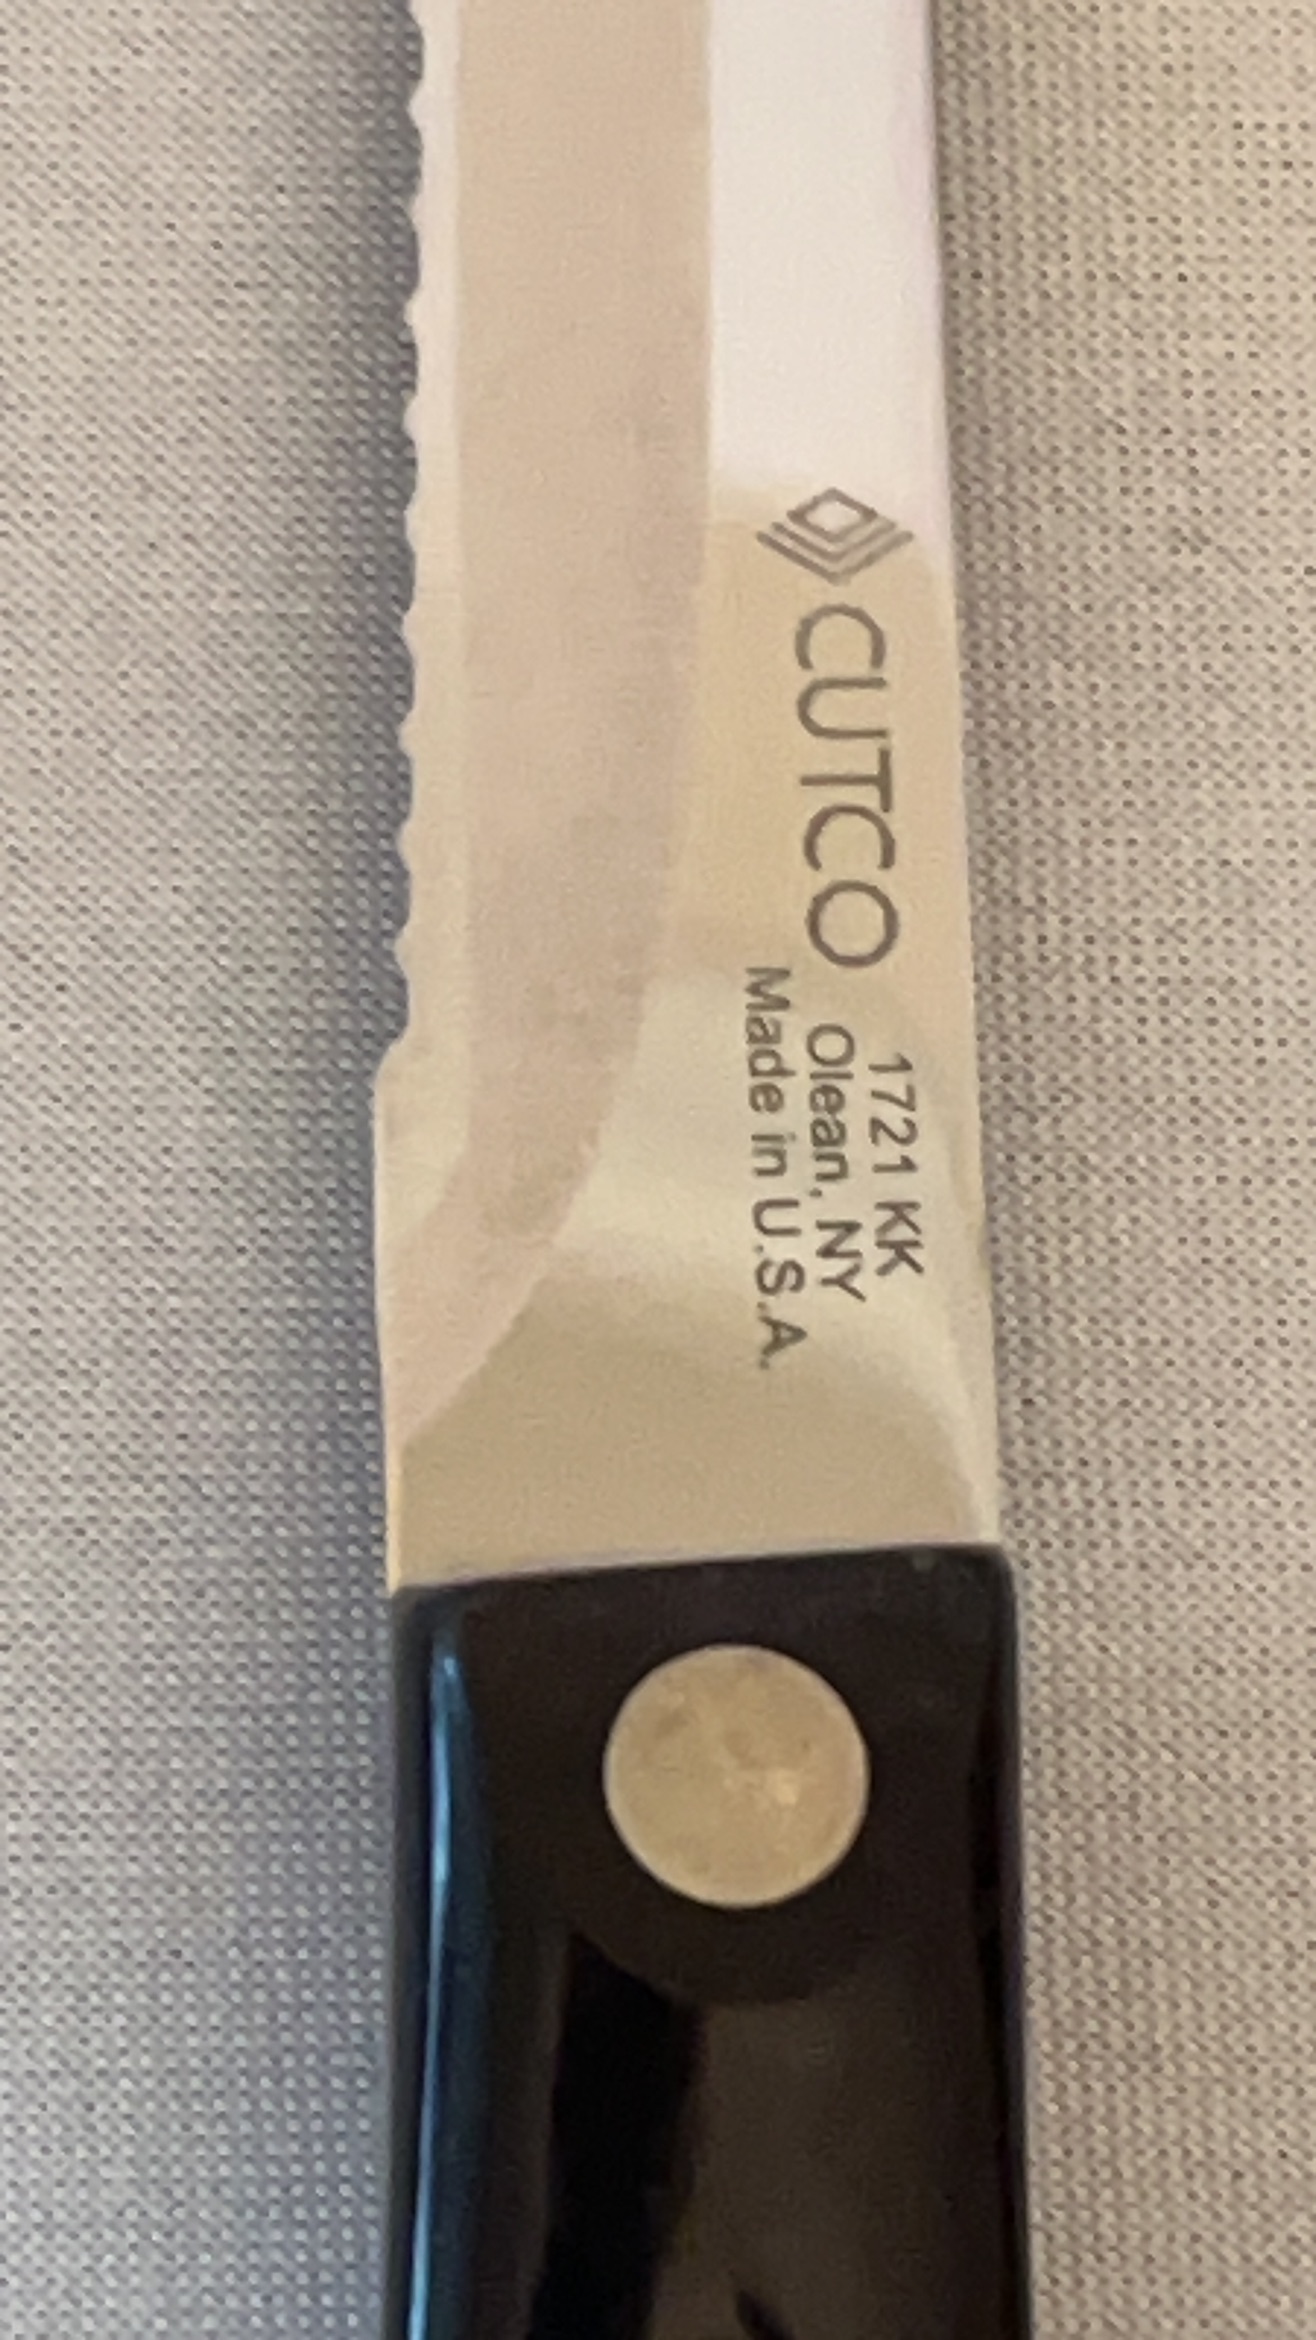 CUTCO
1721 KK
Olean, NY
Made in U.S.A.